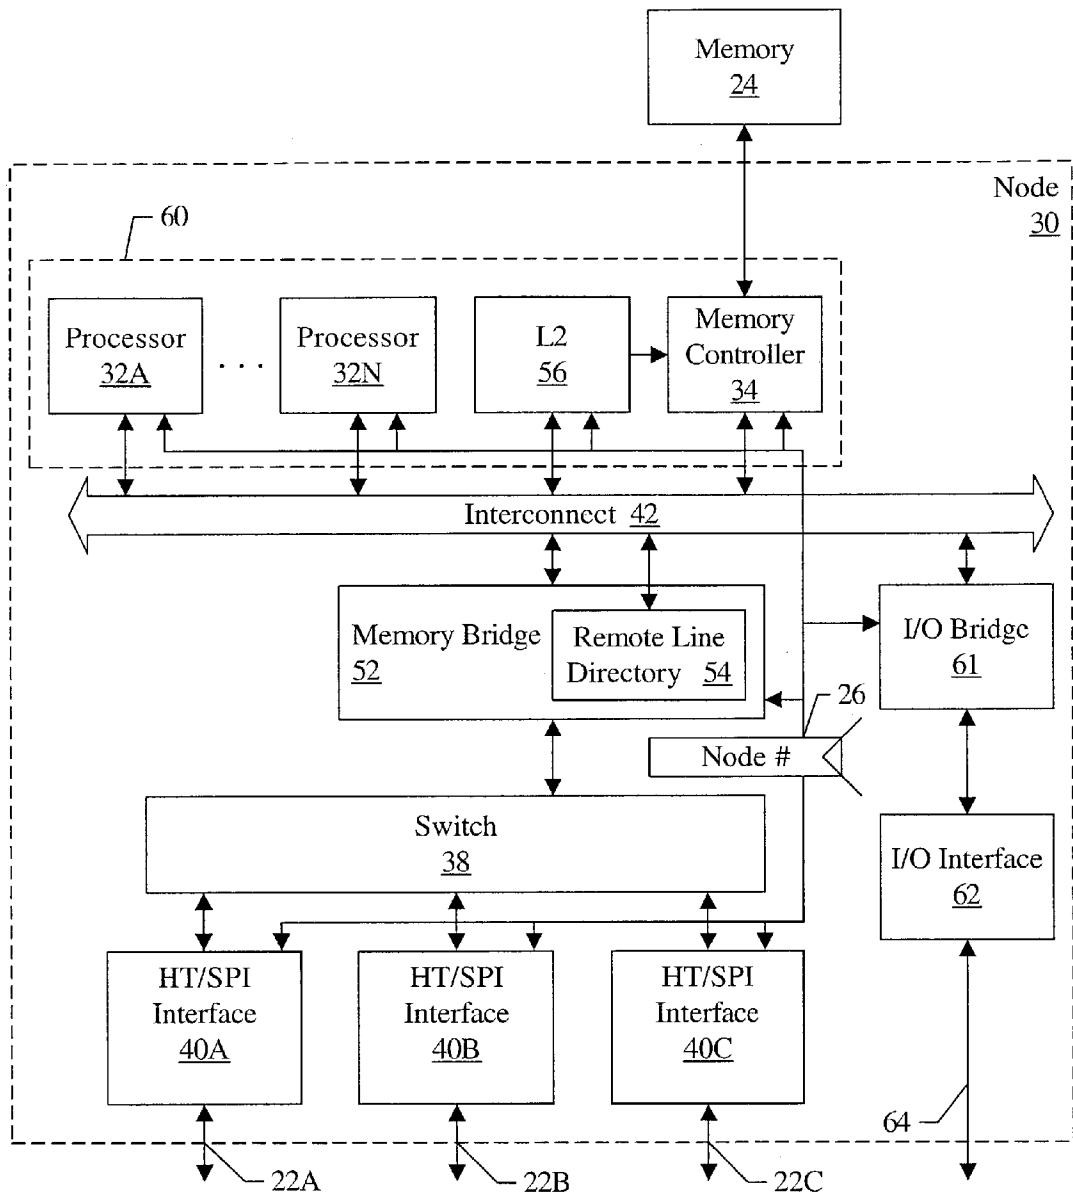 Memory
24
Node
30
60
Processor
32A
. . .
Processor
32N
L2
56
Memory
Controller
34
Interconnect 42
Memory Bridge
52
Remote Line
Directory 54
I/O Bridge
61
26
Node #
Switch
38
I/O Interface
62
HT/SPI
Interface
40A
HT/SPI
Interface
40B
HT/SPI
Interface
40C
64
22A
22B
22C